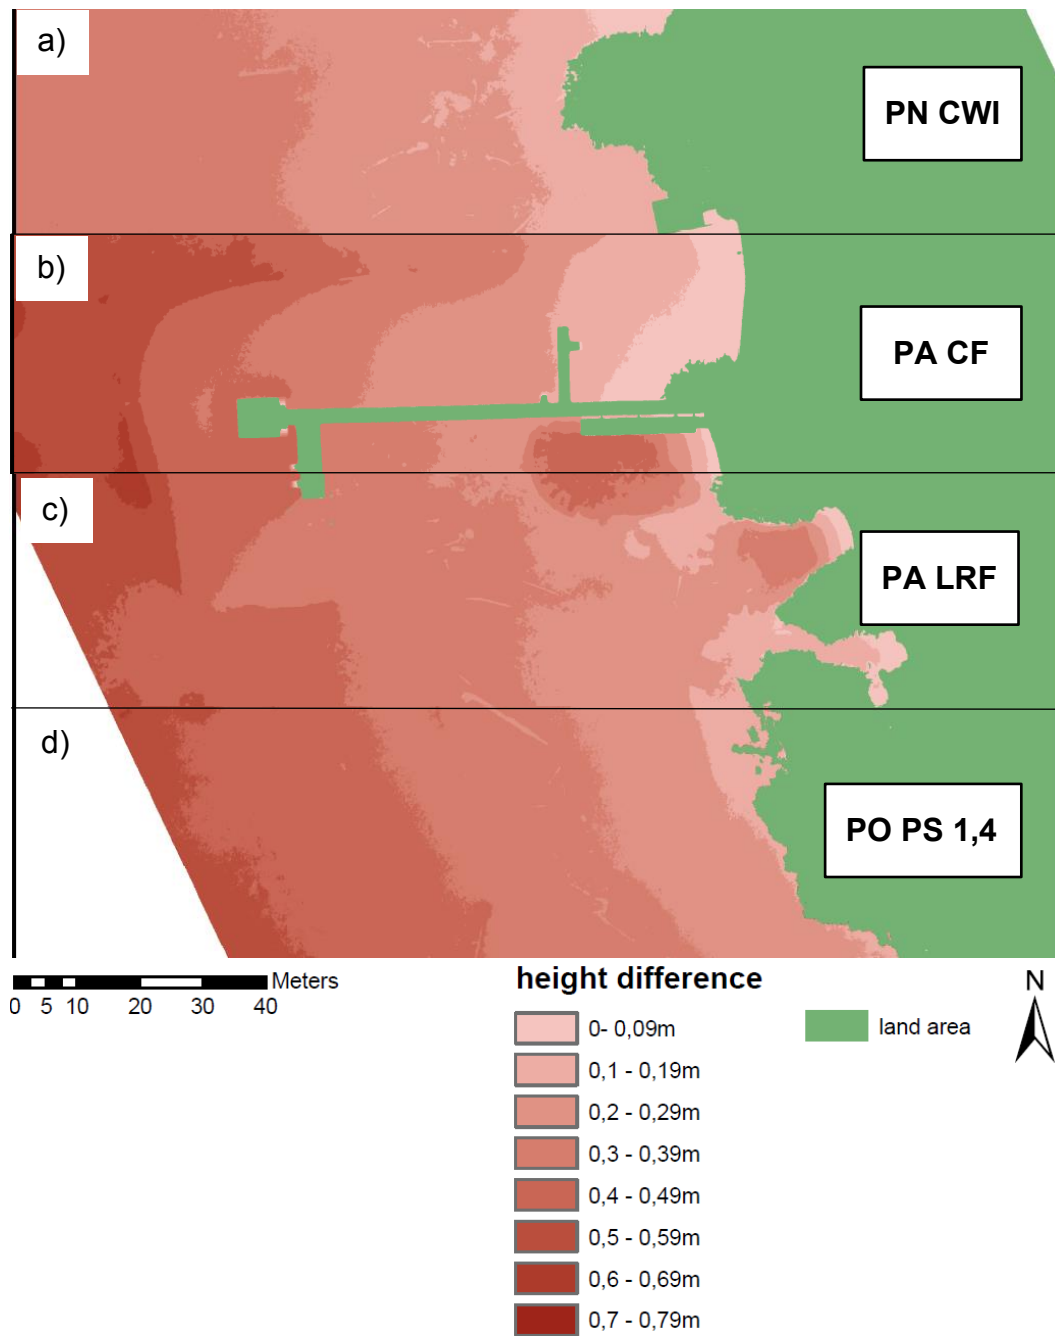 a)
PN CWI
b)
PA CF
c)
PA LRF
d)
PO PS 1,4
Meters
0 5 10 20 30 40
height difference
0- 0,09m
0,1 - 0,19m
0,2 - 0,29m
0,3 - 0,39m
0,4 - 0,49m
0,5 - 0,59m
0,6 - 0,69m
0,7 - 0,79m
land area
N